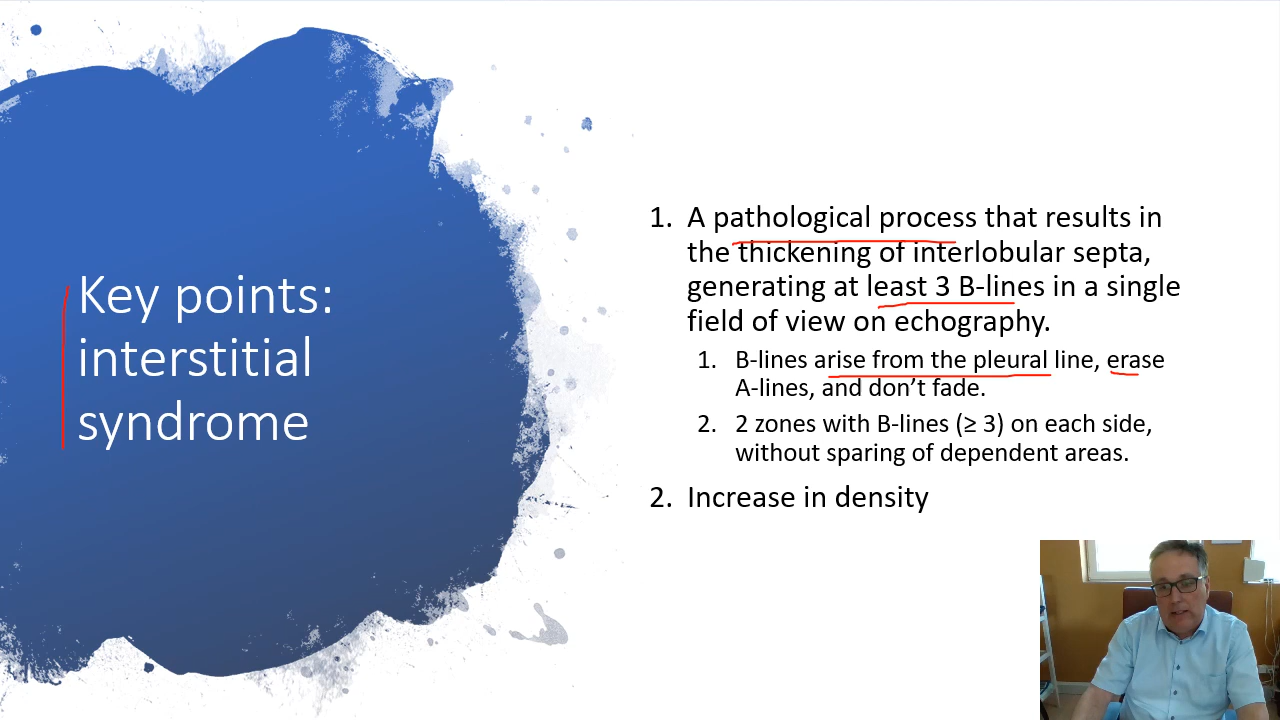 Key points:
interstitial
syndrome
1. A pathological process that results in
the thickening of interlobular septa,
generating at least 3 B-lines in a single
field of view on echography.
1. B-lines arise from the pleural line, erase
A-lines, and don’t fade.
2. 2 zones with B-lines (≥ 3) on each side,
without sparing of dependent areas.
2. Increase in density